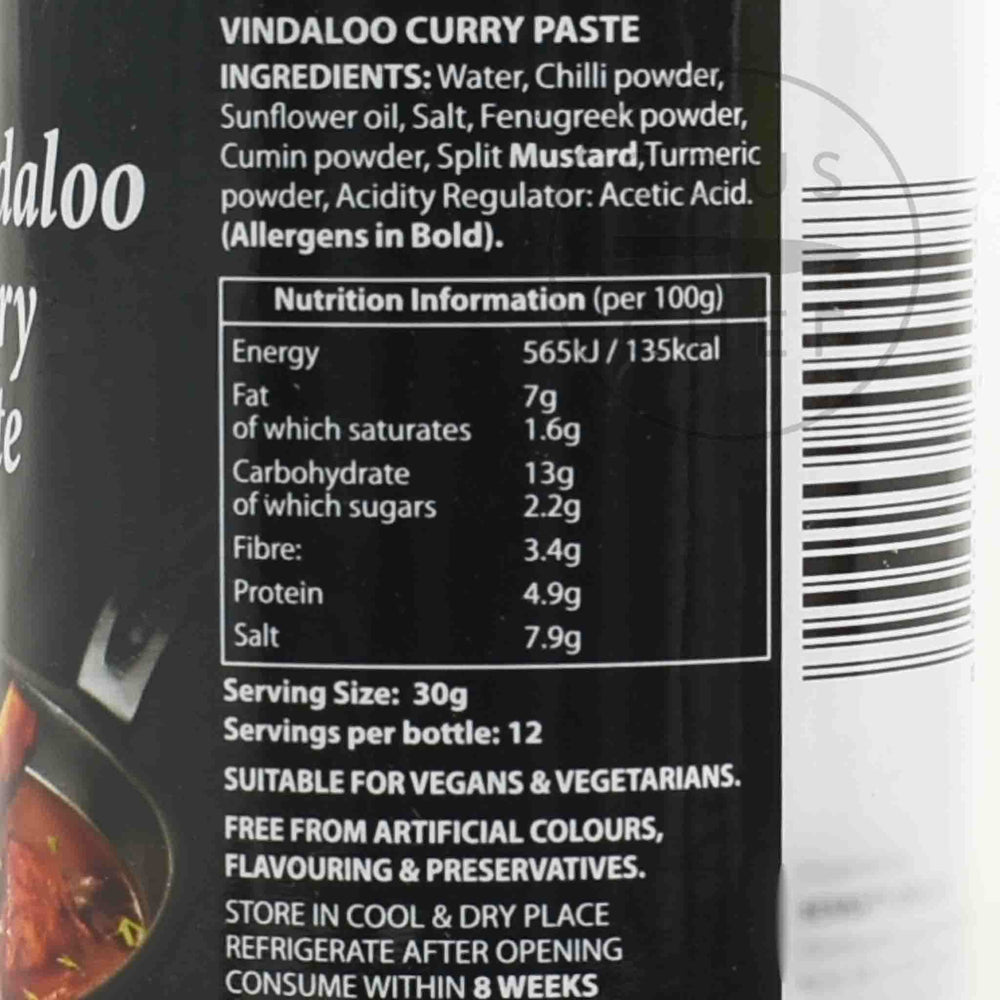 VINDALOO CURRY PASTE
INGREDIENTS: Water, Chilli powder,
Sunflower oil, Salt, Fenugreek powder,
Cumin powder, Split Mustard,Turmeric
powder, Acidity Regulator: Acetic Acid.
(Allergens in Bold).
Nutrition Information (per 100g)
Energy 565kJ / 135kcal
Fat 7g
of which saturates 1.6g
Carbohydrate 13g
of which sugars 2.2g
Fibre: 3.4g
Protein 4.9g
Salt 7.9g
Serving Size: 30g
Servings per bottle: 12
SUITABLE FOR VEGANS & VEGETARIANS.
FREE FROM ARTIFICIAL COLOURS,
FLAVOURING & PRESERVATIVES.
STORE IN COOL & DRY PLACE
REFRIGERATE AFTER OPENING
CONSUME WITHIN 8 WEEKS
daloo
ry
te